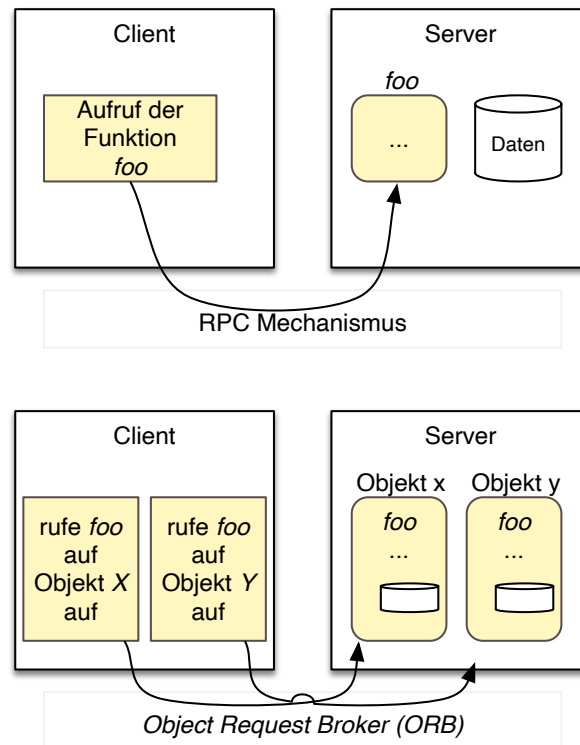 Client
Server
Aufruf der
Funktion
foo
foo
...
Daten
RPC Mechanismus
Client
Server
rufe foo
auf
Objekt X
auf
rufe foo
auf
Objekt Y
auf
Objekt x
foo
...
Objekt y
foo
...
Object Request Broker (ORB)